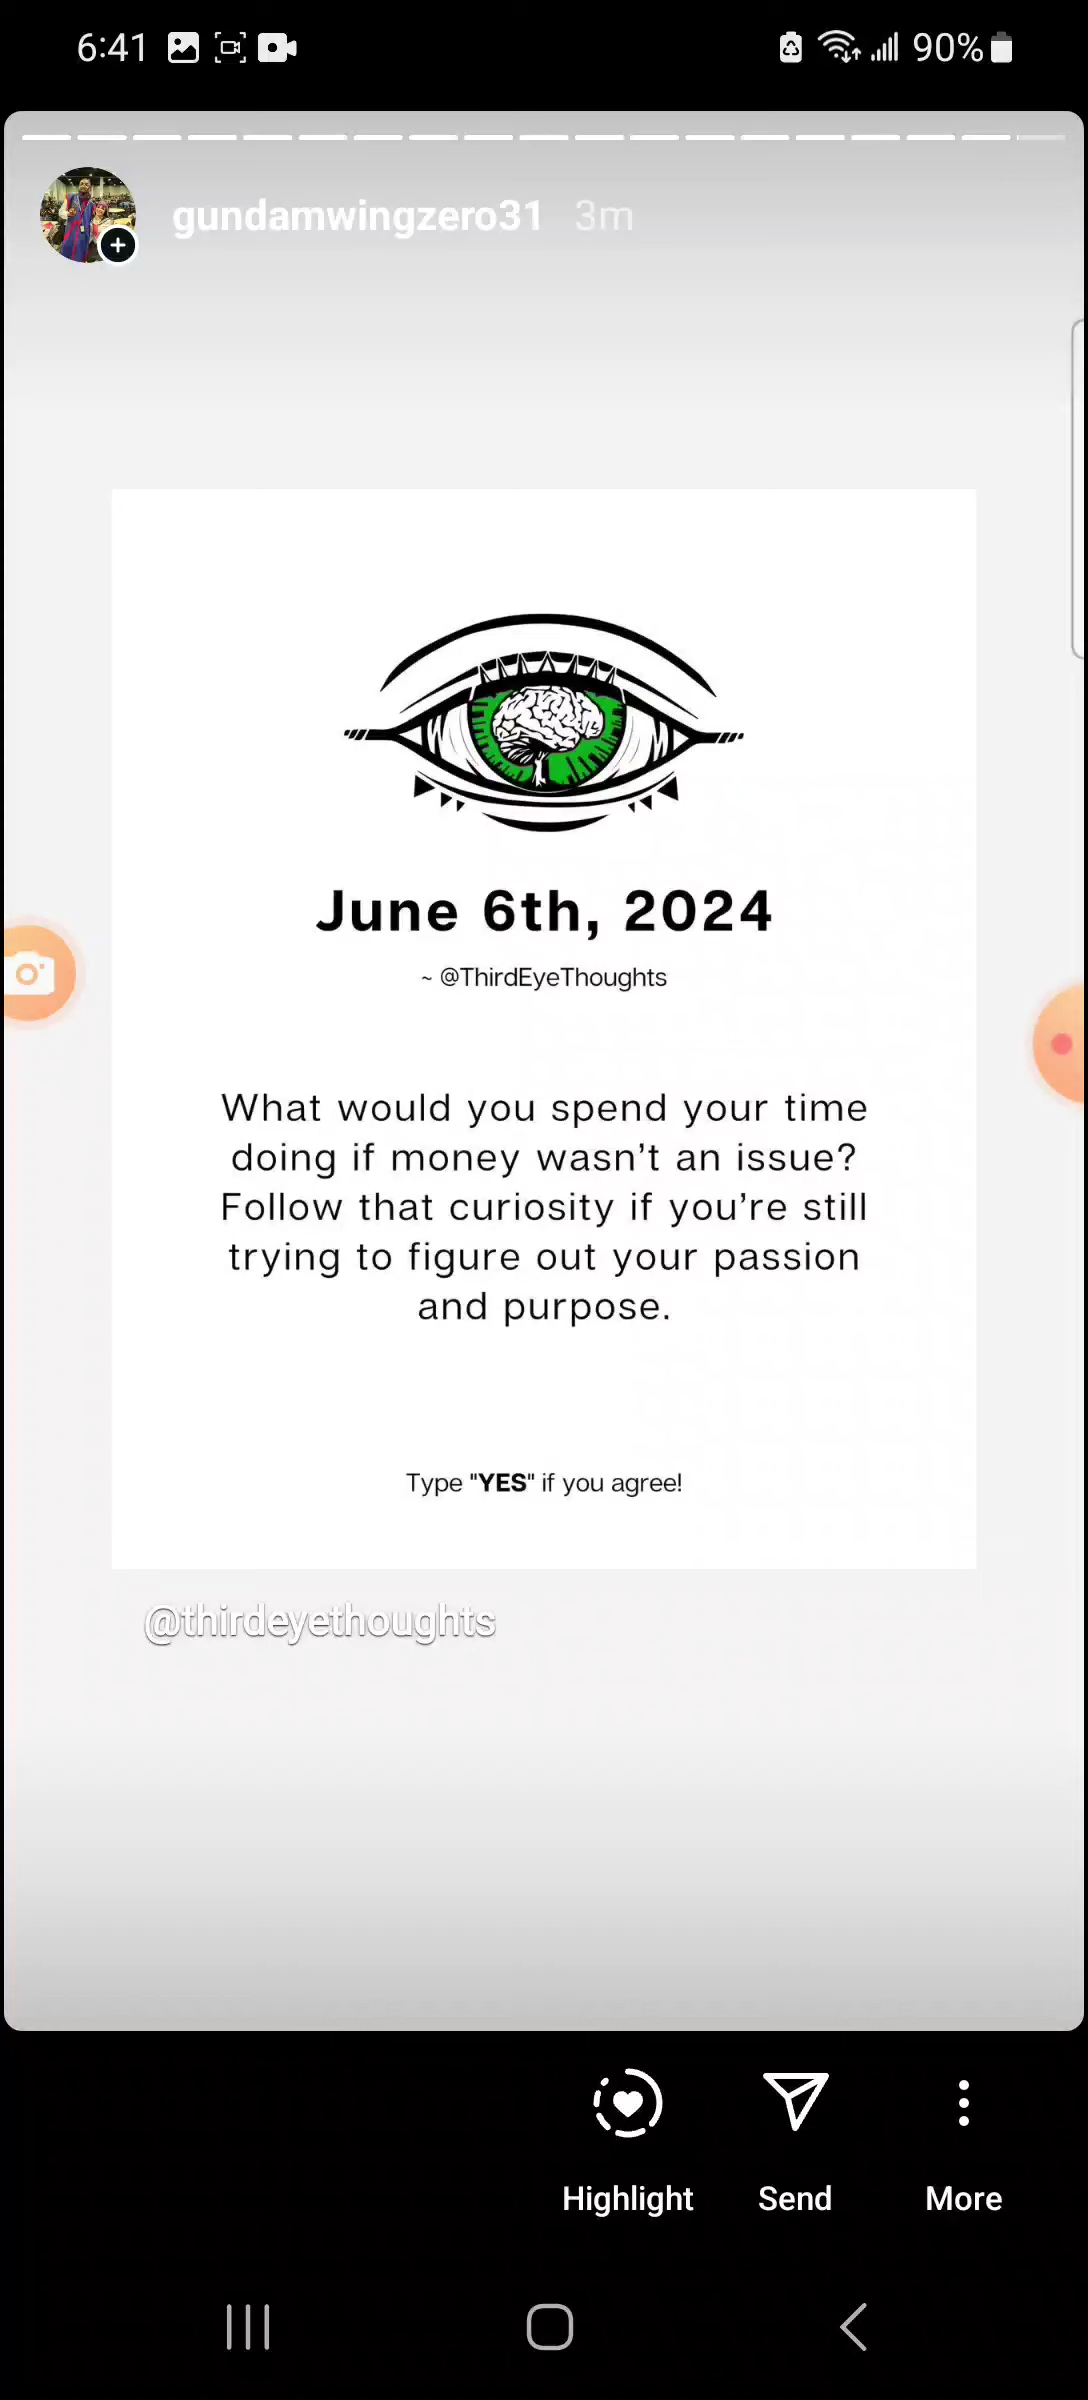 6:41
90%
gundamwingzero31 3m
June 6th, 2024
~ @ThirdEyeThoughts
What would you spend your time
doing if money wasn't an issue?
Follow that curiosity if you're still
trying to figure out your passion
and purpose.
Type "YES" if you agree!
@thirdeyethoughts
Highlight
Send
More